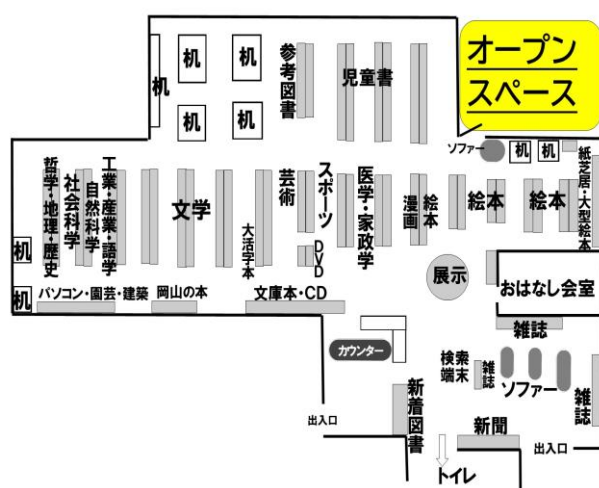 オープン
スペース
机
机
机
机
机
参考図書
児童書
ソファー
机
机
紙芝居・大型絵本
哲学・地理・歴史
社会科学
自然科学
工業・産業・語学
文学
大活字本
芸術
スポーツ
DVD
医学・家政学
漫画
絵本
絵本
絵本
机
机
展示
おはなし会室
パソコン・園芸・建築
岡山の本
文庫本・CD
雑誌
カウンター
検索
端末
雑誌
ソファー
雑誌
新着図書
出入口
新聞
出入口
トイレ